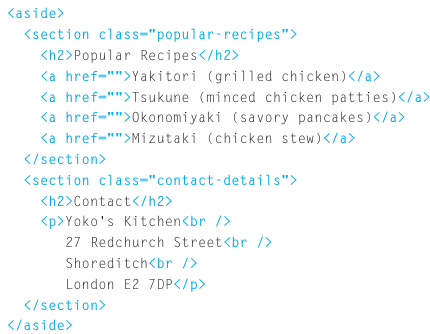 <aside>
<section class="popular-recipes">
<h2>Popular Recipes</h2>
<a href="">Yakitori (grilled chicken)</a>
<a href="">Tsukune (minced chicken patties)</a>
<a href="">Okonomiyaki (savory pancakes)</a>
<a href="">Mizutaki (chicken stew)</a>
</section>
<section class="contact-details">
<h2>Contact</h2>
<p>Yoko's Kitchen<br />
27 Redchurch Street<br />
Shoreditch<br />
London E2 7DP</p>
</section>
</aside>